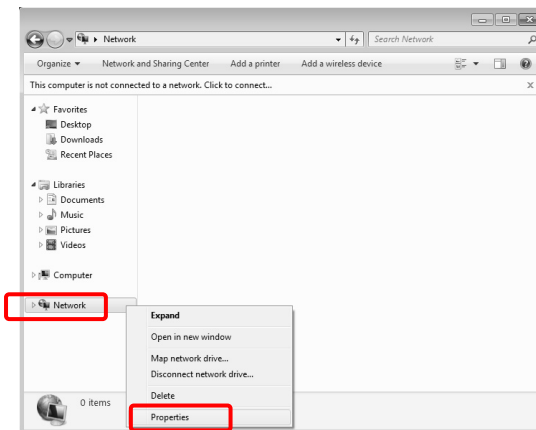 Network
Search Network
Organize
Network and Sharing Center
Add a printer
Add a wireless device
This computer is not connected to a network. Click to connect...
Favorites
Desktop
Downloads
Recent Places
Libraries
Documents
Music
Pictures
Videos
Computer
Network
Expand
Open in new window
Map network drive...
Disconnect network drive...
Delete
Properties
0 items